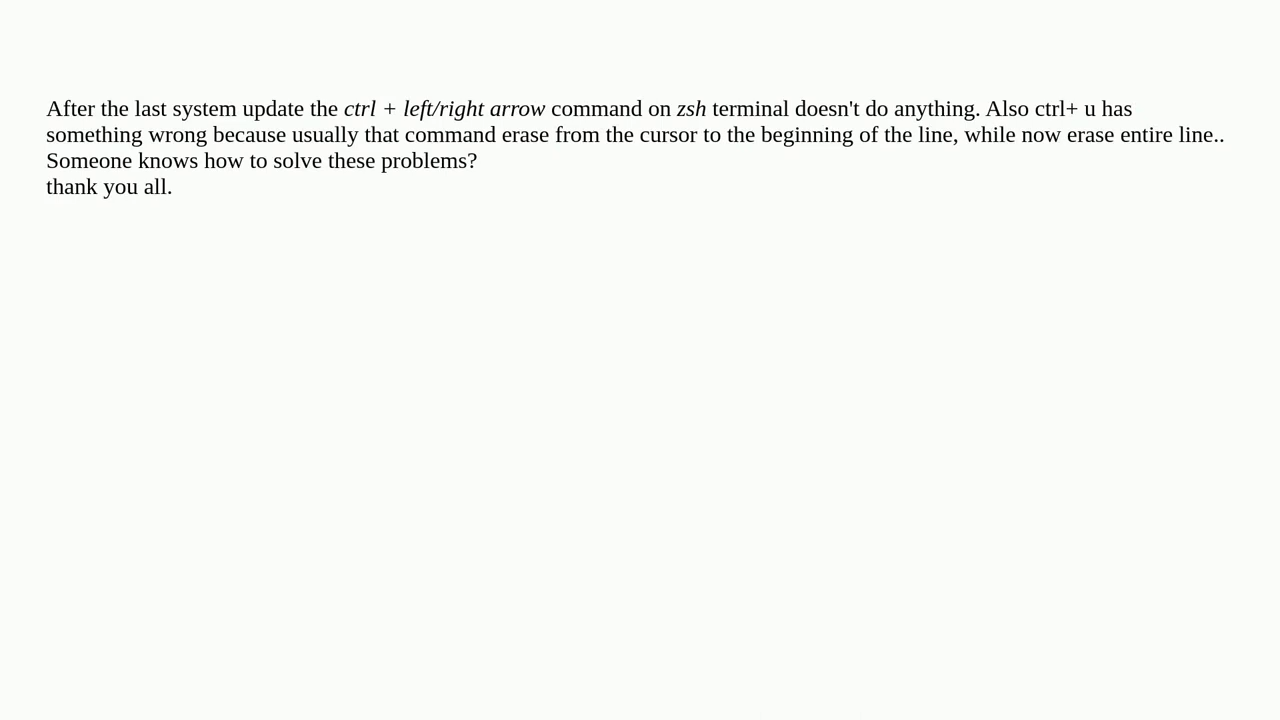 After the last system update the ctrl + left/right arrow command on zsh terminal doesn't do anything. Also ctrl+ u has
something wrong because usually that command erase from the cursor to the beginning of the line, while now erase entire line..
Someone knows how to solve these problems?
thank you all.